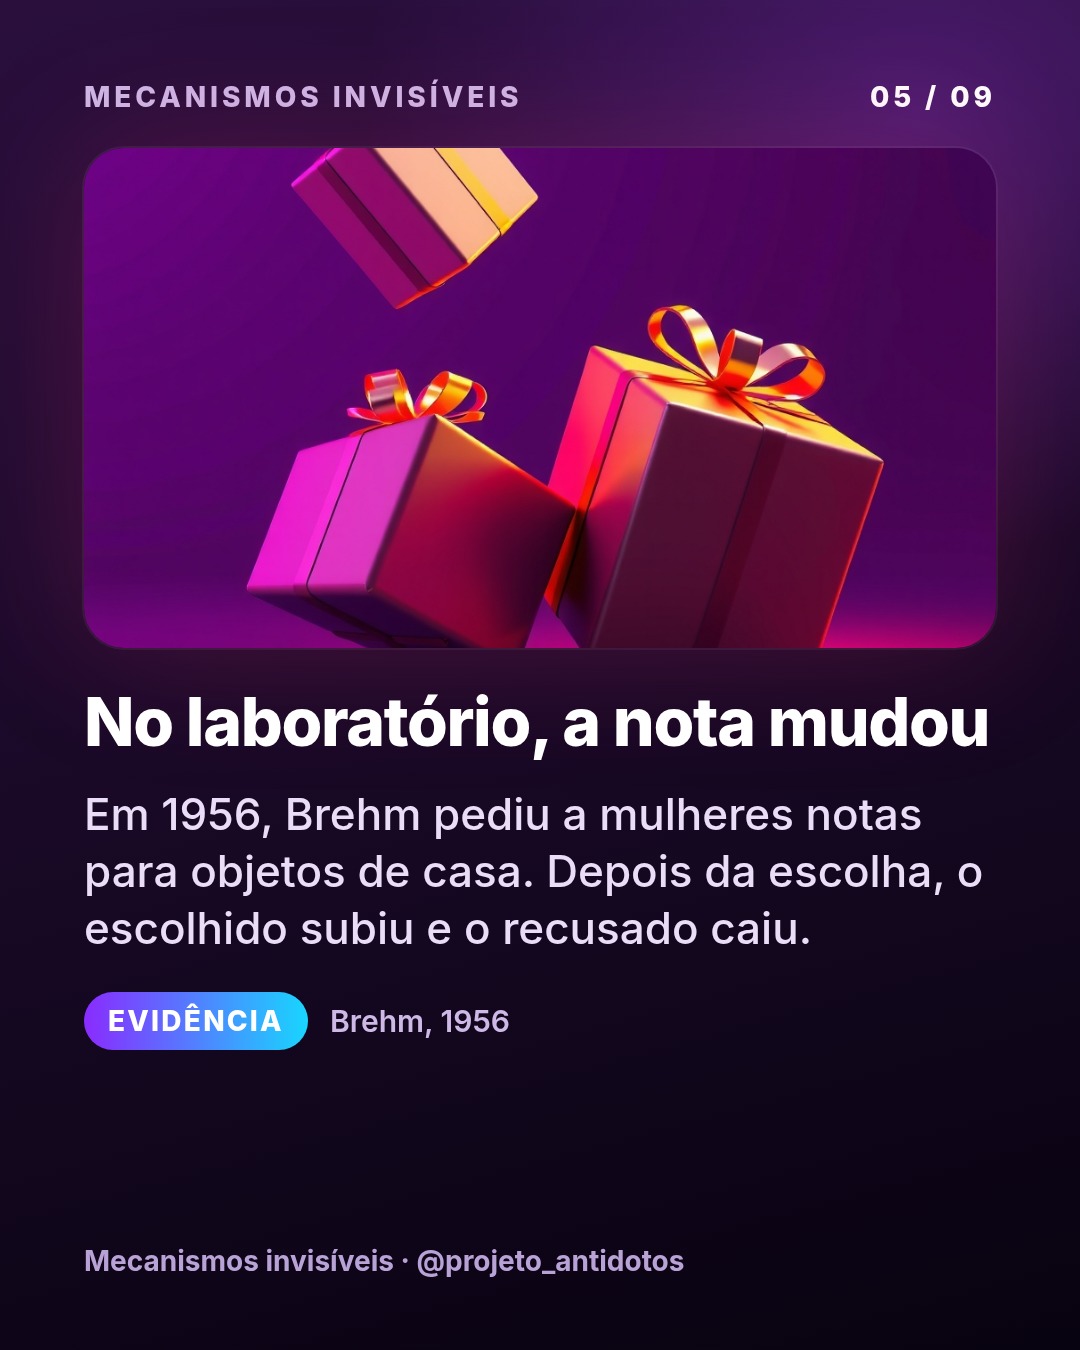 MECANISMOS INVISÍVEIS
05 / 09
No laboratório, a nota mudou
Em 1956, Brehm pediu a mulheres notas
para objetos de casa. Depois da escolha, o
escolhido subiu e o recusado caiu.
EVIDÊNCIA
Brehm, 1956
Mecanismos invisíveis · @projeto_antidotos